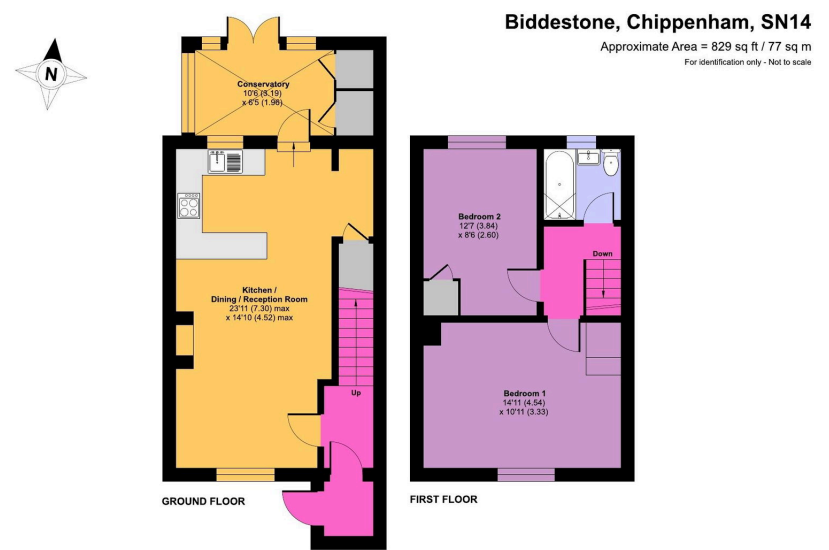 Biddestone, Chippenham, SN14
Approximate Area = 829 sq ft / 77 sq m
For identification only - Not to scale
N
Conservatory
10'6 (3.19)
x 6'5 (1.96)
Kitchen /
Dining / Reception Room
23'11 (7.30) max
x 14'10 (4.52) max
Up
GROUND FLOOR
Bedroom 2
12'7 (3.84)
x 8'6 (2.60)
Down
Bedroom 1
14'11 (4.54)
x 10'11 (3.33)
FIRST FLOOR